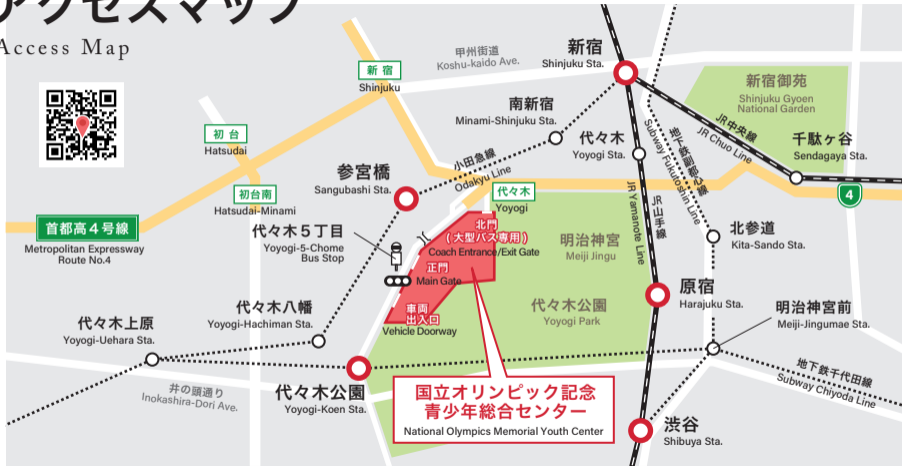 アクセスマップ
Access Map
甲州街道
Koshu-kaido Ave.
新宿
Shinjuku Sta.
新宿
Shinjuku
新宿御苑
Shinjuku Gyoen
National Garden
南新宿
Minami-Shinjuku Sta.
代々木
Yoyogi Sta.
JR中央線
JR Chuo Line
千駄ヶ谷
Sendagaya Sta.
初台
Hatsudai
小田急線
Odakyu Line
地下鉄副都心線
Subway Fukutoshin Line
参宮橋
Sangubashi Sta.
初台南
Hatsudai-Minami
代々木
Yoyogi
4
首都高4号線
Metropolitan Expressway
Route No.4
代々木5丁目
Yoyogi-5-Chome
Bus Stop
北門
(大型バス専用)
Coach Entrance/Exit Gate
正門
Main Gate
車両
出入口
Vehicle Doorway
明治神宮
Meiji Jingu
JR山手線
JR Yamanote Line
北参道
Kita-Sando Sta.
代々木公園
Yoyogi Park
原宿
Harajuku Sta.
明治神宮前
Meiji-Jingumae Sta.
代々木上原
Yoyogi-Uehara Sta.
代々木八幡
Yoyogi-Hachiman Sta.
井の頭通り
Inokashira-Dori Ave.
代々木公園
Yoyogi-Koen Sta.
国立オリンピック記念
青少年総合センター
National Olympics Memorial Youth Center
地下鉄千代田線
Subway Chiyoda Line
渋谷
Shibuya Sta.